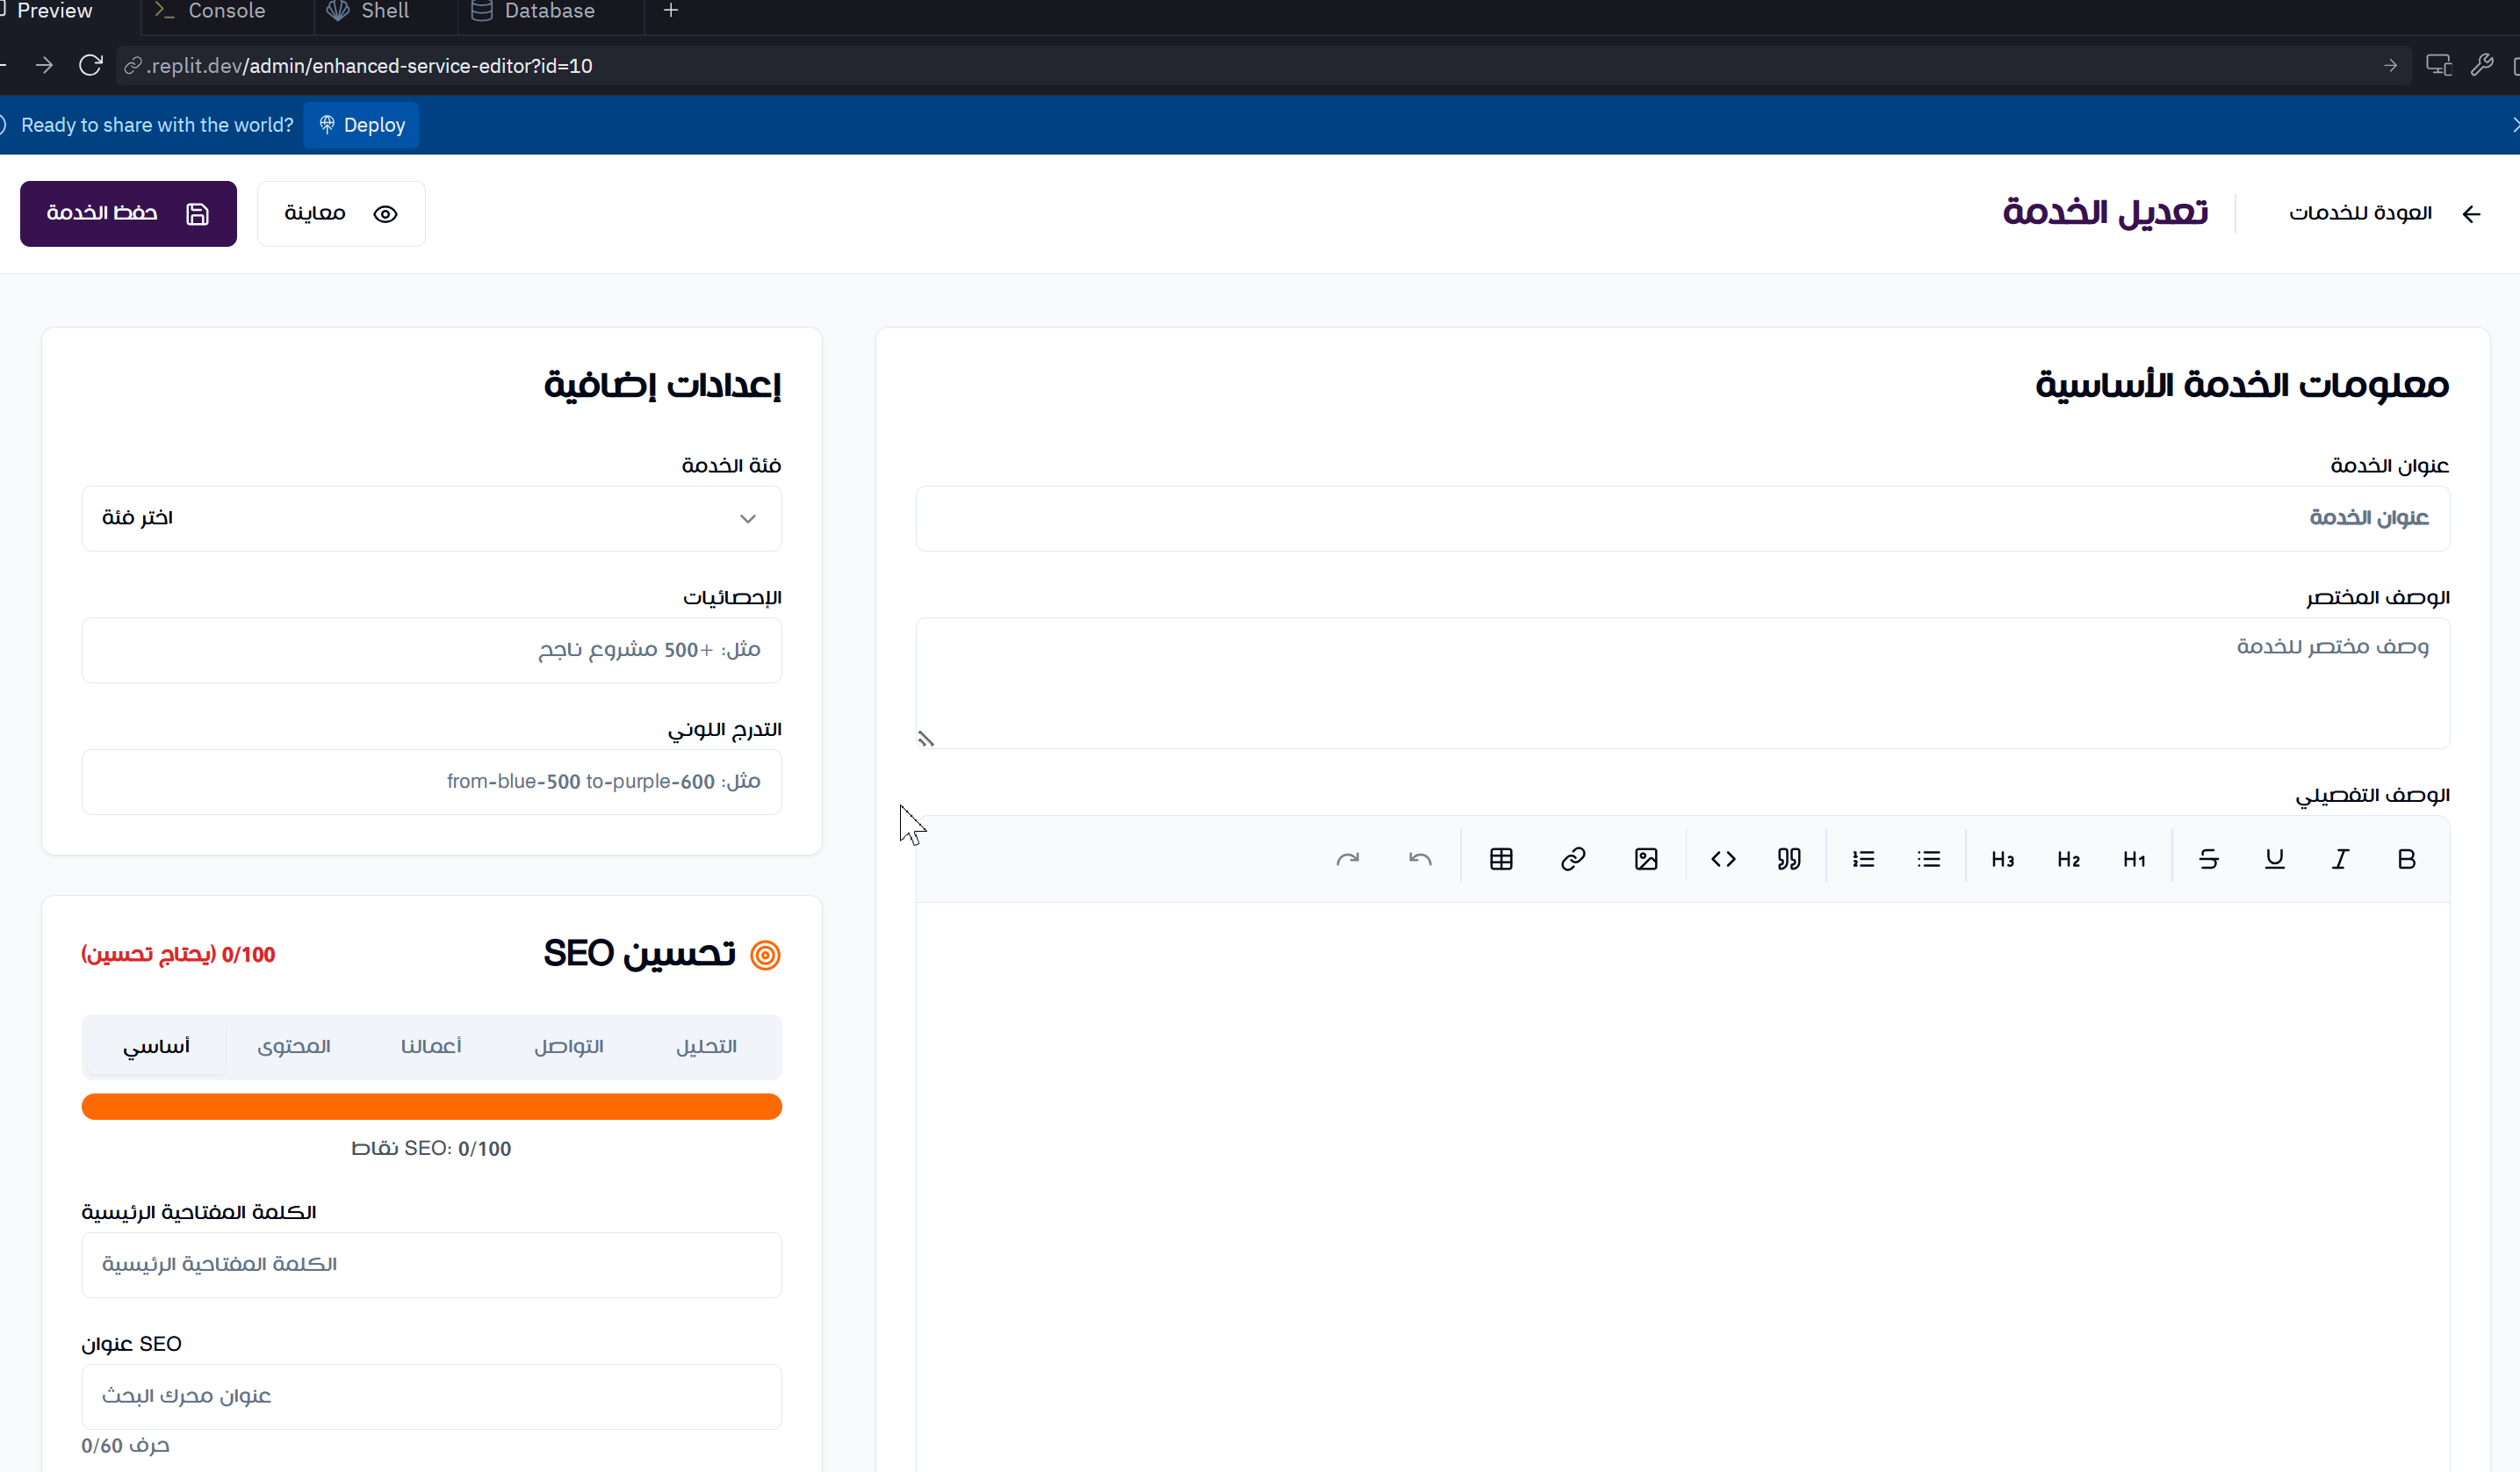 Preview
Console
Shell
Database
.replit.dev/admin/enhanced-service-editor?id=10
Ready to share with the world?
Deploy
العودة للخدمات
تعديل الخدمة
معاينة
حفظ الخدمة
معلومات الخدمة الأساسية
عنوان الخدمة
عنوان الخدمة
الوصف المختصر
وصف مختصر للخدمة
الوصف التفصيلي
B I U S H1 H2 H3
إعدادات إضافية
فئة الخدمة
اختر فئة
الإحصائيات
مثل: +500 مشروع ناجح
التدرج اللوني
مثل: from-blue-500 to-purple-600
تحسين SEO
0/100 (يحتاج تحسين)
التحليل
التواصل
أعمالنا
المحتوى
أساسي
نقاط SEO: 0/100
الكلمة المفتاحية الرئيسية
الكلمة المفتاحية الرئيسية
عنوان SEO
عنوان محرك البحث
0/60 حرف